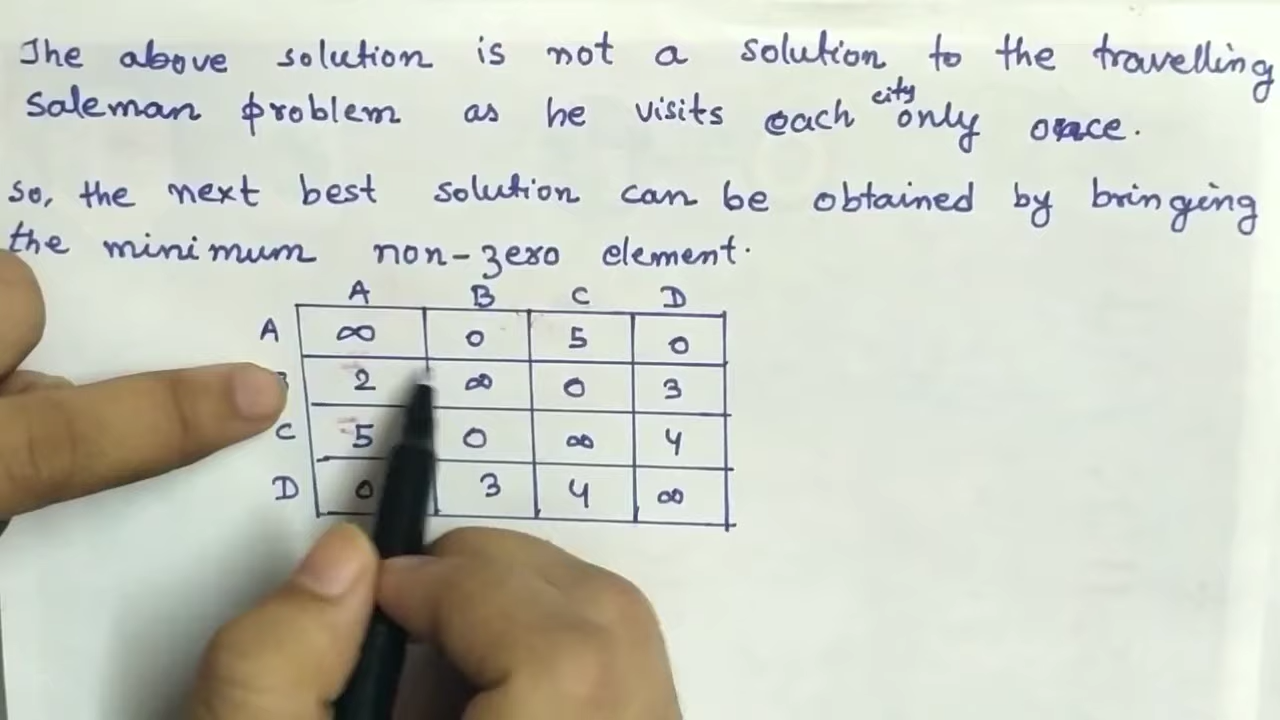 The above solution is not a solution to the travelling
Saleman problem as he visits each city only once.
So, the next best solution can be obtained by bringing
the minimum non-zero element.
A B C D
A ∞ 0 5 0
2 ∞ 0 3
C 5 0 ∞ 4
D 0 3 4 ∞